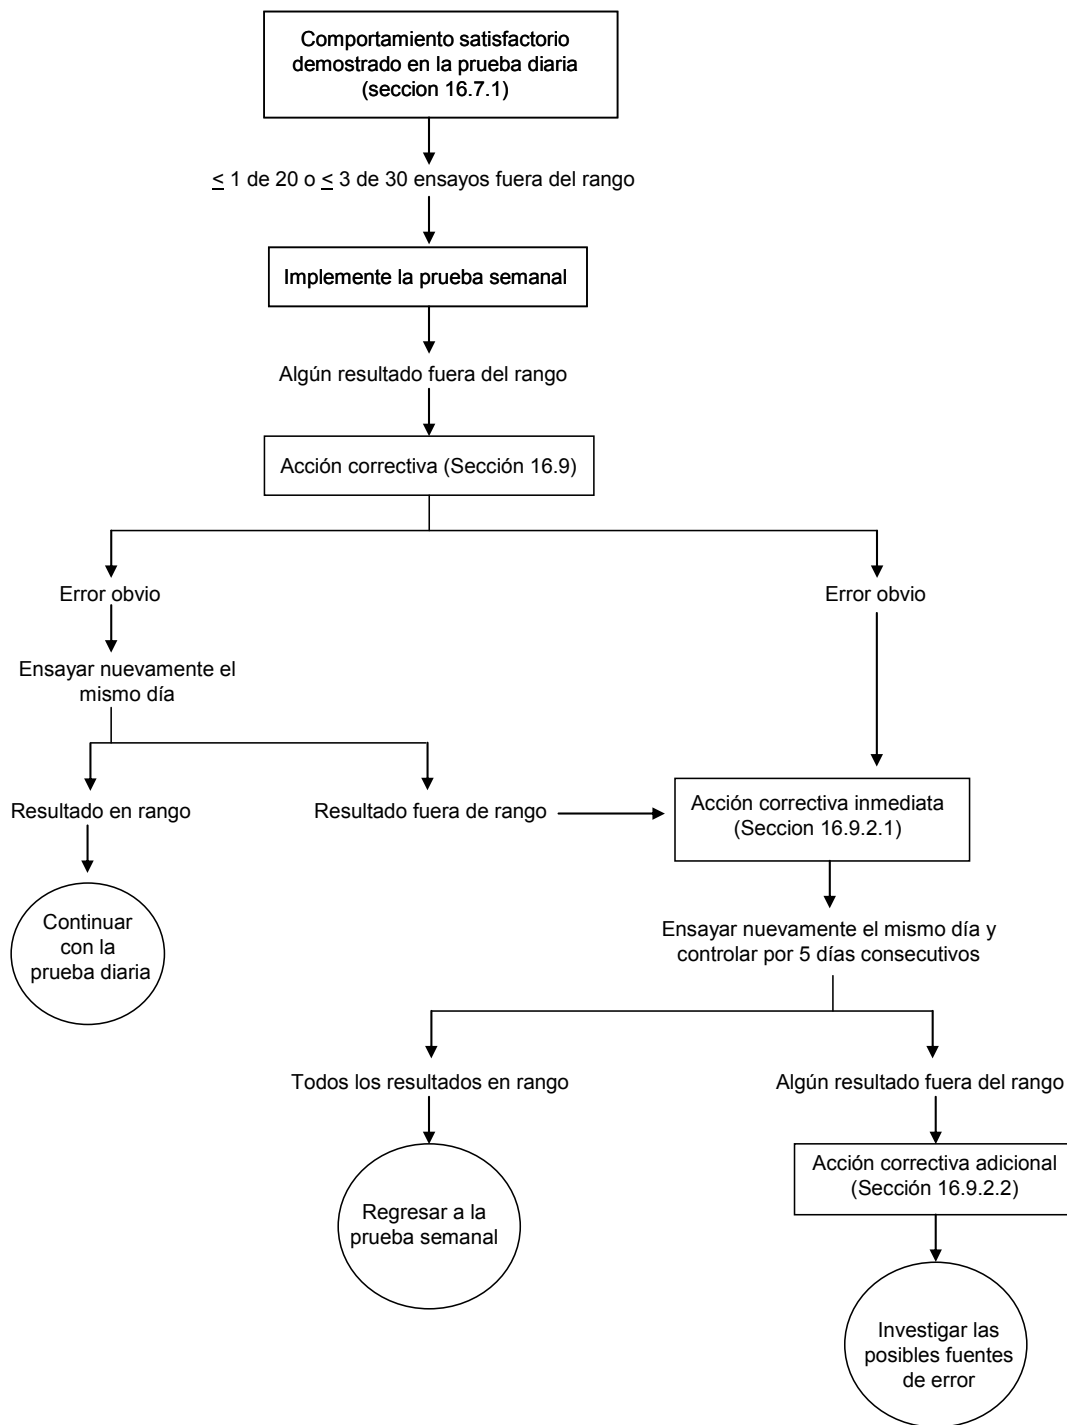 Comportamiento satisfactorio
demostrado en la prueba diaria
(seccion 16.7.1)
≤ 1 de 20 o ≤ 3 de 30 ensayos fuera del rango
Implemente la prueba semanal
Algún resultado fuera del rango
Acción correctiva (Sección 16.9)
Error obvio
Error obvio
Ensayar nuevamente el
mismo día
Resultado en rango
Resultado fuera de rango
Acción correctiva inmediata
(Seccion 16.9.2.1)
Continuar
con la
prueba diaria
Ensayar nuevamente el mismo día y
controlar por 5 días consecutivos
Todos los resultados en rango
Algún resultado fuera del rango
Regresar a la
prueba semanal
Acción correctiva adicional
(Sección 16.9.2.2)
Investigar las
posibles fuentes
de error